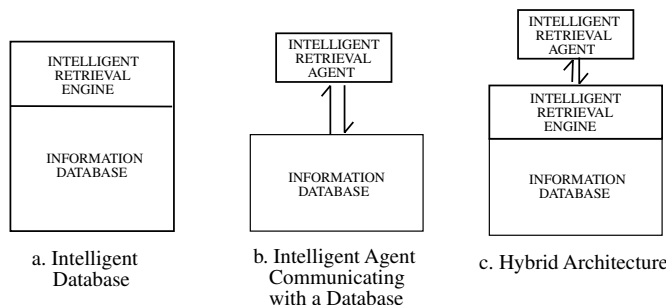 INTELLIGENT
RETRIEVAL
ENGINE
INFORMATION
DATABASE
a. Intelligent
Database
INTELLIGENT
RETRIEVAL
AGENT
INFORMATION
DATABASE
b. Intelligent Agent
Communicating
with a Database
INTELLIGENT
RETRIEVAL
AGENT
INTELLIGENT
RETRIEVAL
ENGINE
INFORMATION
DATABASE
c. Hybrid Architecture